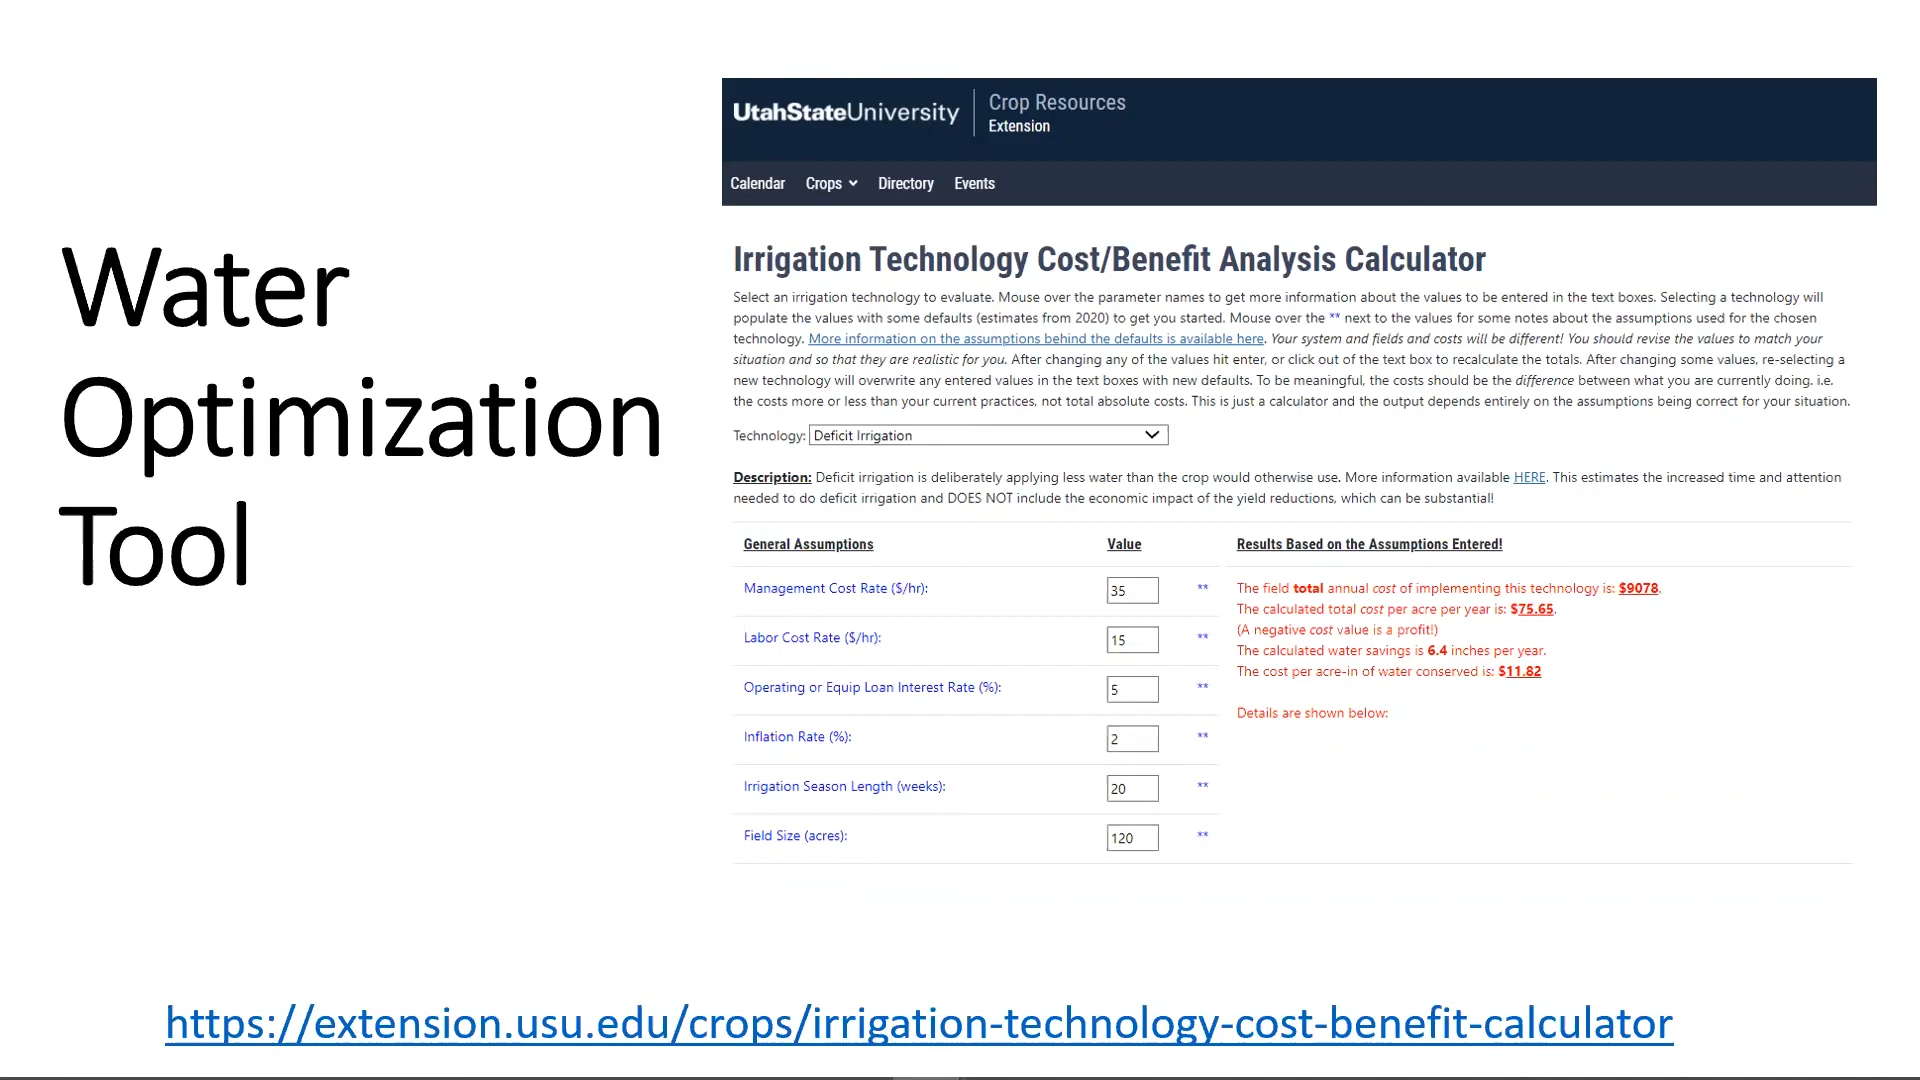 Water
Optimization
Tool
UtahStateUniversity
Crop Resources
Extension
Calendar Crops Directory Events
Irrigation Technology Cost/Benefit Analysis Calculator
Select an irrigation technology to evaluate. Mouse over the parameter names to get more information about the values to be entered in the text boxes. Selecting a technology will
populate the values with some defaults (estimates from 2020) to get you started. Mouse over the ** next to the values for some notes about the assumptions used for the chosen
technology. More information on the assumptions behind the defaults is available here. Your system and fields and costs will be different! You should revise the values to match your
situation and so that they are realistic for you. After changing any of the values hit enter, or click out of the text box to recalculate the totals. After changing some values, re-selecting a
new technology will overwrite any entered values in the text boxes with new defaults. To be meaningful, the costs should be the difference between what you are currently doing. i.e.
the costs more or less than your current practices, not total absolute costs. This is just a calculator and the output depends entirely on the assumptions being correct for your situation.
Technology: Deficit Irrigation
Description: Deficit irrigation is deliberately applying less water than the crop would otherwise use. More information available HERE. This estimates the increased time and attention
needed to do deficit irrigation and DOES NOT include the economic impact of the yield reductions, which can be substantial!
General Assumptions Value
Management Cost Rate ($/hr): 35 **
Labor Cost Rate ($/hr): 15 **
Operating or Equip Loan Interest Rate (%): 5 **
Inflation Rate (%): 2 **
Irrigation Season Length (weeks): 20 **
Field Size (acres): 120 **
Results Based on the Assumptions Entered!
The field total annual cost of implementing this technology is: $9078.
The calculated total cost per acre per year is: $75.65.
(A negative cost value is a profit!)
The calculated water savings is 6.4 inches per year.
The cost per acre-in of water conserved is: $11.82
Details are shown below:
https://extension.usu.edu/crops/irrigation-technology-cost-benefit-calculator